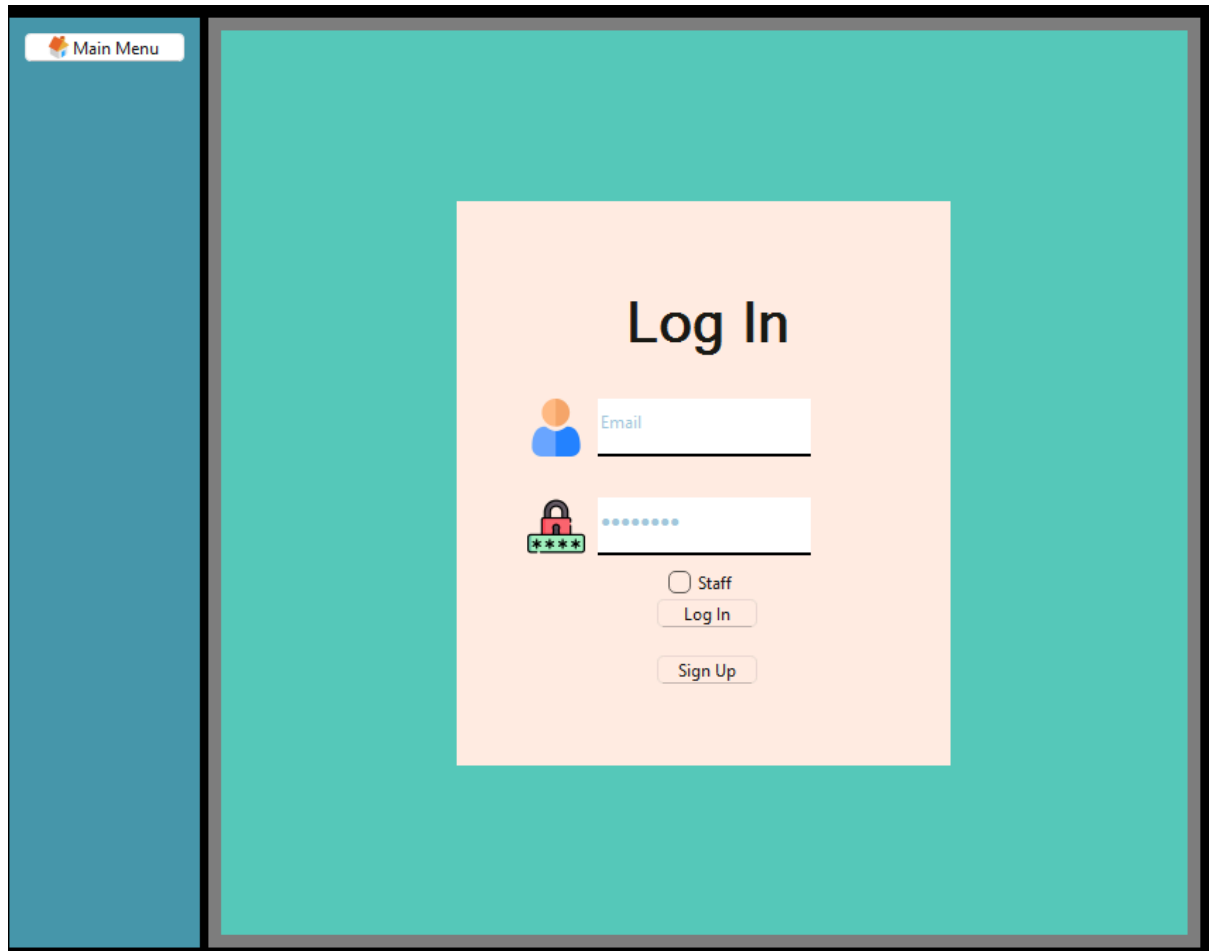 Main Menu
Log In
Email
••••••••
****
Staff
Log In
Sign Up